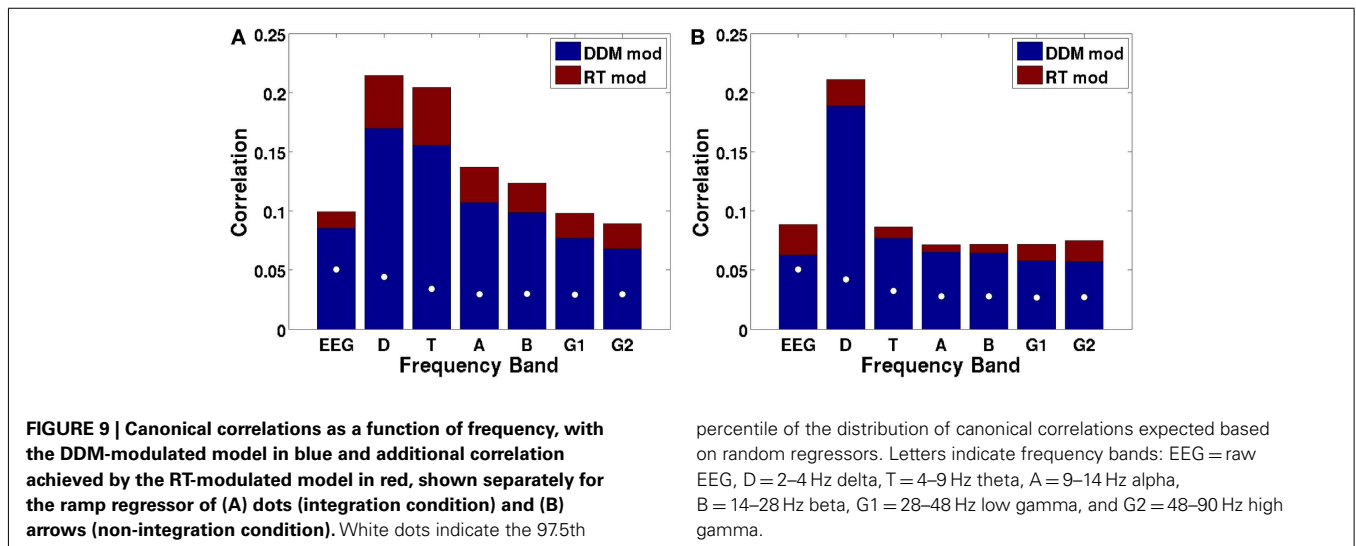 A
0.25
0.2
0.15
0.1
0.05
0
Correlation
DDM mod
RT mod
EEG D T A B G1 G2
Frequency Band
B
0.25
0.2
0.15
0.1
0.05
0
Correlation
DDM mod
RT mod
EEG D T A B G1 G2
Frequency Band
FIGURE 9 | Canonical correlations as a function of frequency, with
the DDM-modulated model in blue and additional correlation
achieved by the RT-modulated model in red, shown separately for
the ramp regressor of (A) dots (integration condition) and (B)
arrows (non-integration condition). White dots indicate the 97.5th
percentile of the distribution of canonical correlations expected based
on random regressors. Letters indicate frequency bands: EEG = raw
EEG, D = 2–4 Hz delta, T = 4–9 Hz theta, A = 9–14 Hz alpha,
B = 14–28 Hz beta, G1 = 28–48 Hz low gamma, and G2 = 48–90 Hz high
gamma.